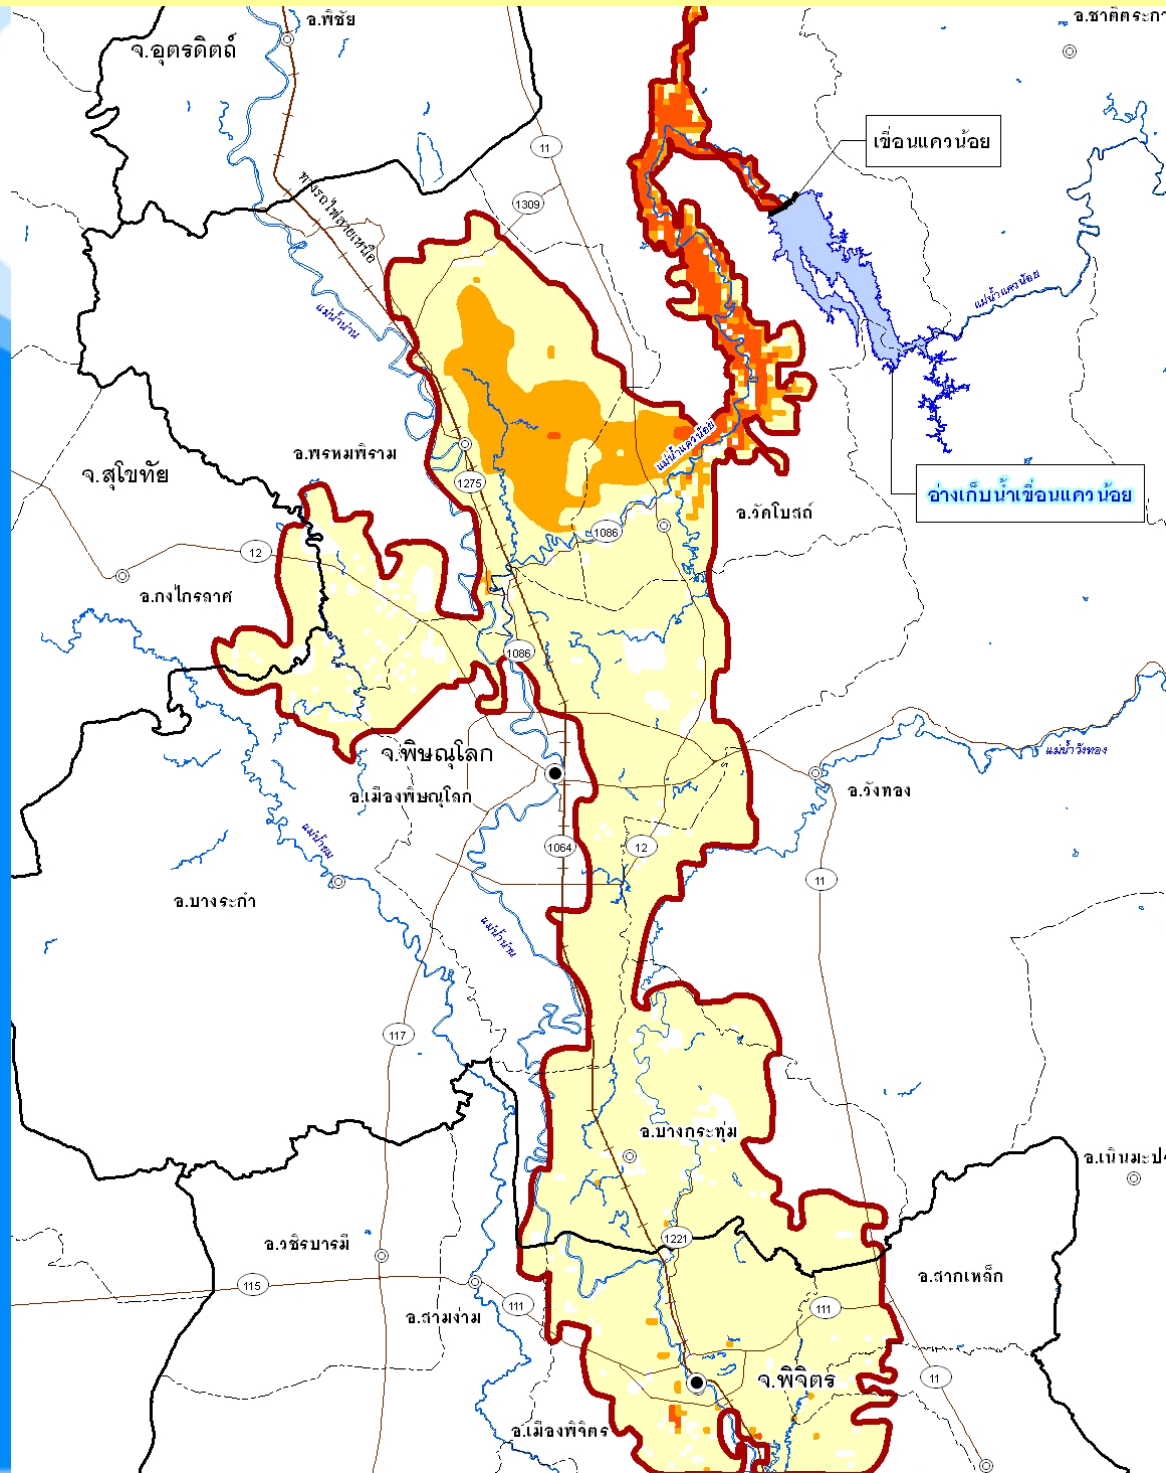 อ.พิชัย
อ.ชาติตระกา
จ.อุตรดิตถ์
เขื่อนแควน้อย
11
ทางรถไฟสายเหนือ
1309
แม่น้ำแควน้อย
แม่น้ำน่าน
แม่น้ำแควน้อย
อ.พรหมพิราม
จ.สุโขทัย
1275
อ่างเก็บน้ำเขื่อนแควน้อย
อ.วัดโบสถ์
1086
12
อ.กงไกรลาศ
1086
จ.พิษณุโลก
แม่น้ำวังทอง
อ.เมืองพิษณุโลก
อ.วังทอง
แม่น้ำยม
1064
12
11
อ.บางระกำ
แม่น้ำน่าน
117
อ.บางกระทุ่ม
อ.เนินมะปร
1221
อ.วชิรบารมี
อ.สากเหล็ก
115
111
111
อ.สามง่าม
จ.พิจิตร
11
อ.เมืองพิจิตร